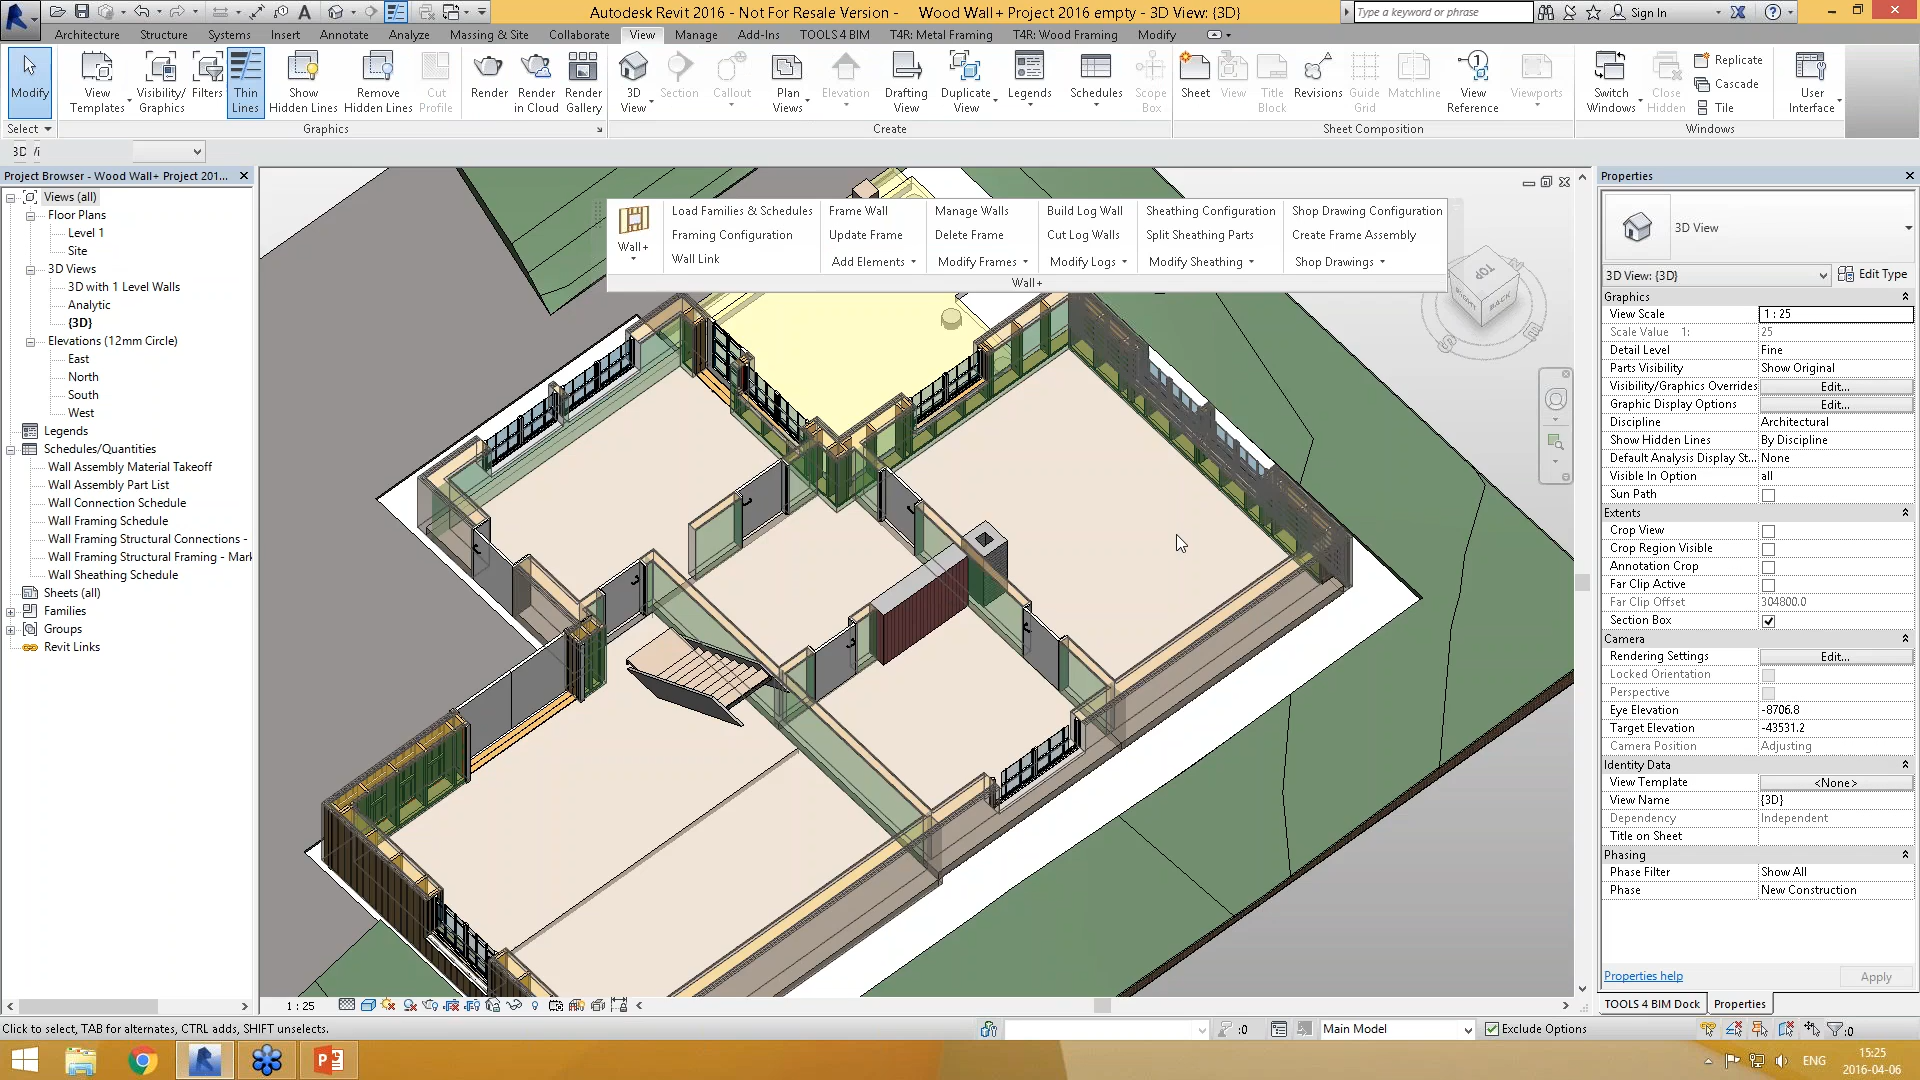 Autodesk Revit 2016 - Not For Resale Version - Wood Wall+ Project 2016 empty - 3D View: {3D}
Type a keyword or phrase
Sign In
Architecture Structure Systems Insert Annotate Analyze Massing & Site Collaborate View Manage Add-Ins TOOLS 4 BIM T4R: Metal Framing T4R: Wood Framing Modify
Modify
View Templates
Visibility/ Graphics
Filters
Thin Lines
Show Hidden Lines
Remove Hidden Lines
Cut Profile
Render
Render in Cloud
Render Gallery
3D View
Section
Callout
Plan Views
Elevation
Drafting View
Duplicate View
Legends
Schedules
Scope Box
Sheet
View
Title Block
Revisions
Guide Grid
Matchline
View Reference
Viewports
Switch Windows
Close Hidden
Replicate
Cascade
Tile
User Interface
Select
Graphics
Create
Sheet Composition
Windows
Project Browser - Wood Wall+ Project 201...
Views (all)
Floor Plans
Level 1
Site
3D Views
3D with 1 Level Walls
Analytic
{3D}
Elevations (12mm Circle)
East
North
South
West
Legends
Schedules/Quantities
Wall Assembly Material Takeoff
Wall Assembly Part List
Wall Connection Schedule
Wall Framing Schedule
Wall Framing Structural Connections -
Wall Framing Structural Framing - Mark
Wall Sheathing Schedule
Sheets (all)
Families
Groups
Revit Links
Wall+
Load Families & Schedules
Framing Configuration
Wall Link
Frame Wall
Update Frame
Add Elements
Manage Walls
Delete Frame
Modify Frames
Build Log Wall
Cut Log Walls
Modify Logs
Sheathing Configuration
Split Sheathing Parts
Modify Sheathing
Shop Drawing Configuration
Create Frame Assembly
Shop Drawings
Wall+
TOP
RIGHT
BACK
Properties
3D View
3D View: {3D}
Edit Type
Graphics
View Scale 1 : 25
Scale Value 1: 25
Detail Level Fine
Parts Visibility Show Original
Visibility/Graphics Overrides Edit...
Graphic Display Options Edit...
Discipline Architectural
Show Hidden Lines By Discipline
Default Analysis Display St... None
Visible In Option all
Sun Path
Extents
Crop View
Crop Region Visible
Annotation Crop
Far Clip Active
Far Clip Offset 304800.0
Section Box
Camera
Rendering Settings Edit...
Locked Orientation
Perspective
Eye Elevation -8706.8
Target Elevation -43531.2
Camera Position Adjusting
Identity Data
View Template <None>
View Name {3D}
Dependency Independent
Title on Sheet
Phasing
Phase Filter Show All
Phase New Construction
Properties help
Apply
TOOLS 4 BIM Dock
Properties
1 : 25
Click to select, TAB for alternates, CTRL adds, SHIFT unselects.
:0
Main Model
Exclude Options
:0
ENG
15:25
2016-04-06